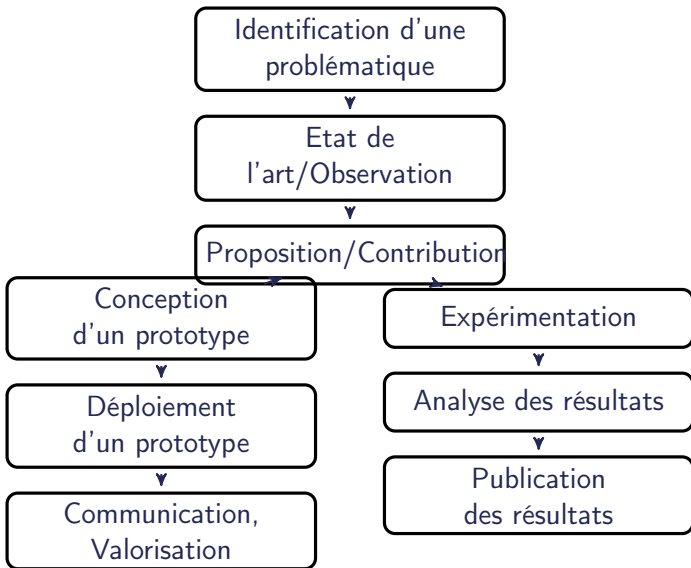 Identification d'une
problématique
Etat de
l'art/Observation
Proposition/Contribution
Conception
d'un prototype
Déploiement
d'un prototype
Communication,
Valorisation
Expérimentation
Analyse des résultats
Publication
des résultats